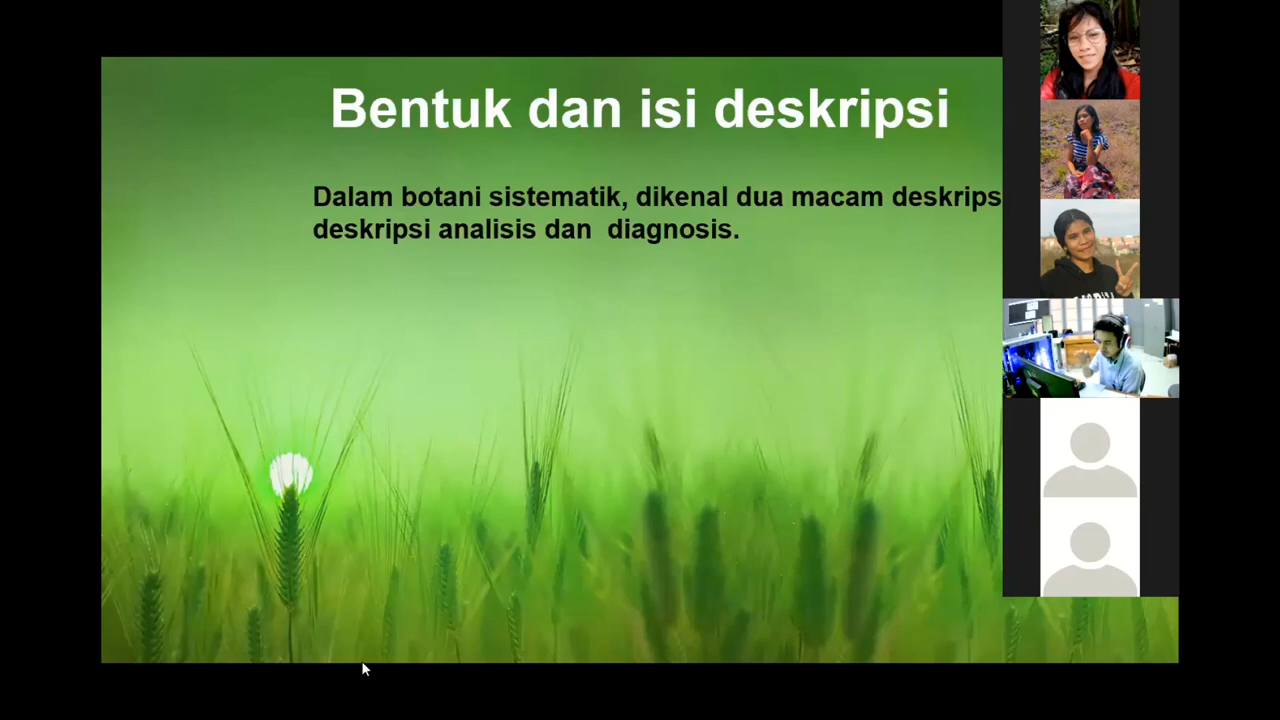 Bentuk dan isi deskripsi
Dalam botani sistematik, dikenal dua macam deskrips
deskripsi analisis dan diagnosis.